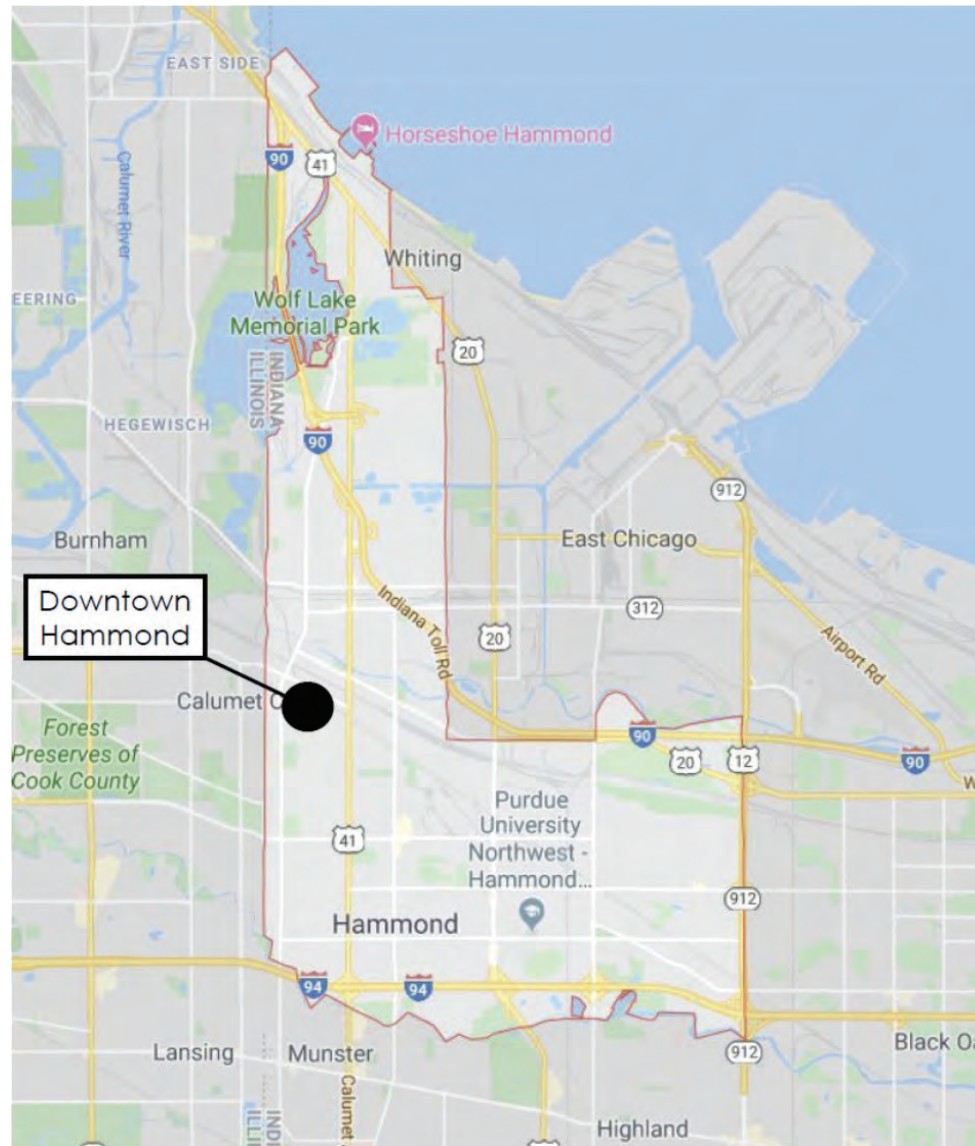 EAST SIDE
Horseshoe Hammond
90
41
Calumet River
Whiting
EERING
Wolf Lake
Memorial Park
20
INDIANA
ILLINOIS
HEGEWISCH
90
912
Burnham
East Chicago
Downtown
Hammond
Indiana Toll Rd
312
20
Airport Rd
Calumet C
Forest
Preserves of
Cook County
90
20
12
90
W
Purdue
University
Northwest -
Hammond...
41
912
Hammond
94
94
Lansing
Munster
912
Black Oa
Calumet
INDI
ILLI
Highland